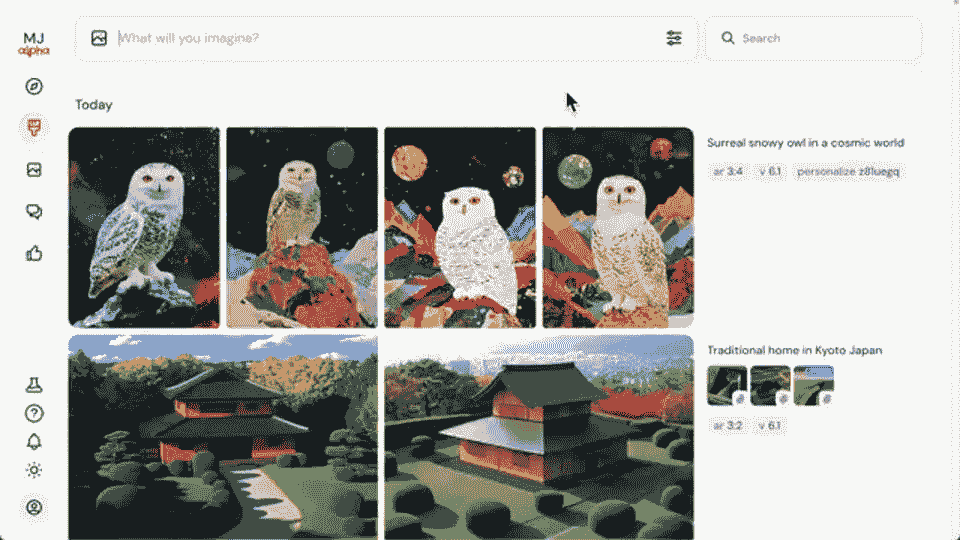 MJ
alpha
What will you imagine?
Search
Today
Surreal snowy owl in a cosmic world
ar 3:4 v 6.1 personalize z81uegq
Traditional home in Kyoto Japan
ar 3:2 v 6.1